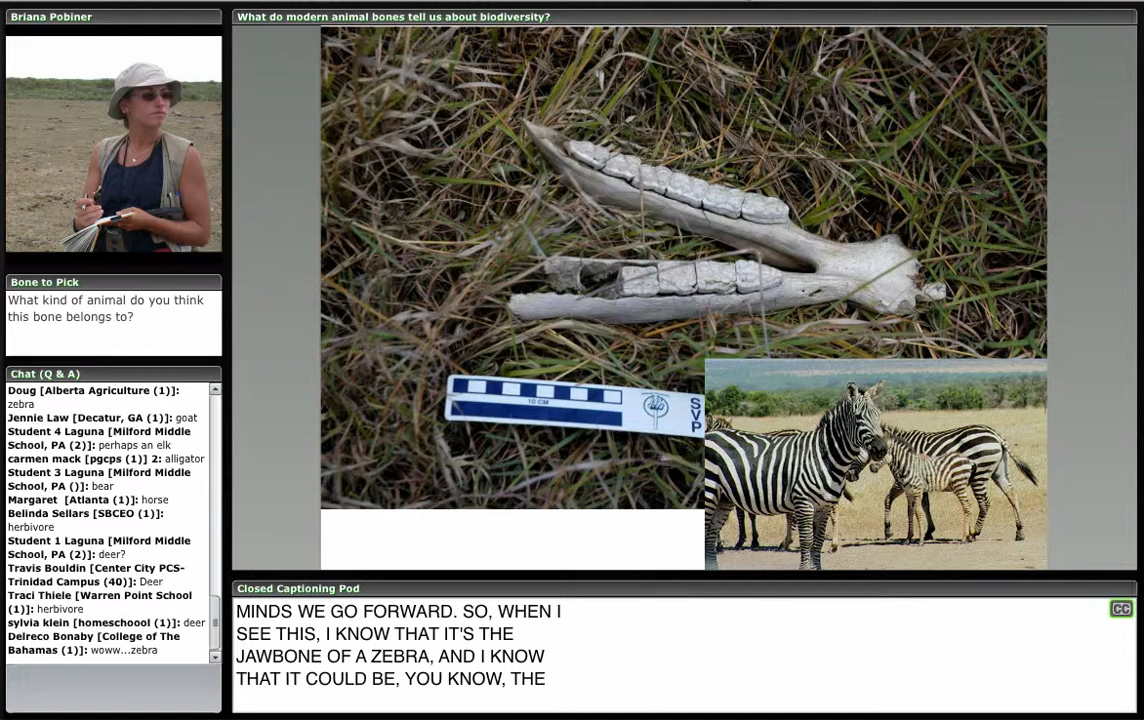 Briana Pobiner
What do modern animal bones tell us about biodiversity?
10 CM
SVP
Bone to Pick
What kind of animal do you think
this bone belongs to?
Chat (Q & A)
Doug [Alberta Agriculture (1)]:
zebra
Jennie Law [Decatur, GA (1)]: goat
Student 4 Laguna [Milford Middle
School, PA (2)]: perhaps an elk
carmen mack [pgcps (1)] 2: alligator
Student 3 Laguna [Milford Middle
School, PA ()]: bear
Margaret [Atlanta (1)]: horse
Belinda Sellars [SBCEO (1)]:
herbivore
Student 1 Laguna [Milford Middle
School, PA (2)]: deer?
Travis Bouldin [Center City PCS-
Trinidad Campus (40)]: Deer
Traci Thiele [Warren Point School
(1)]: herbivore
sylvia klein [homeschoool (1)]: deer
Delreco Bonaby [College of The
Bahamas (1)]: woww...zebra
Closed Captioning Pod
CC
MINDS WE GO FORWARD. SO, WHEN I
SEE THIS, I KNOW THAT IT'S THE
JAWBONE OF A ZEBRA, AND I KNOW
THAT IT COULD BE, YOU KNOW, THE